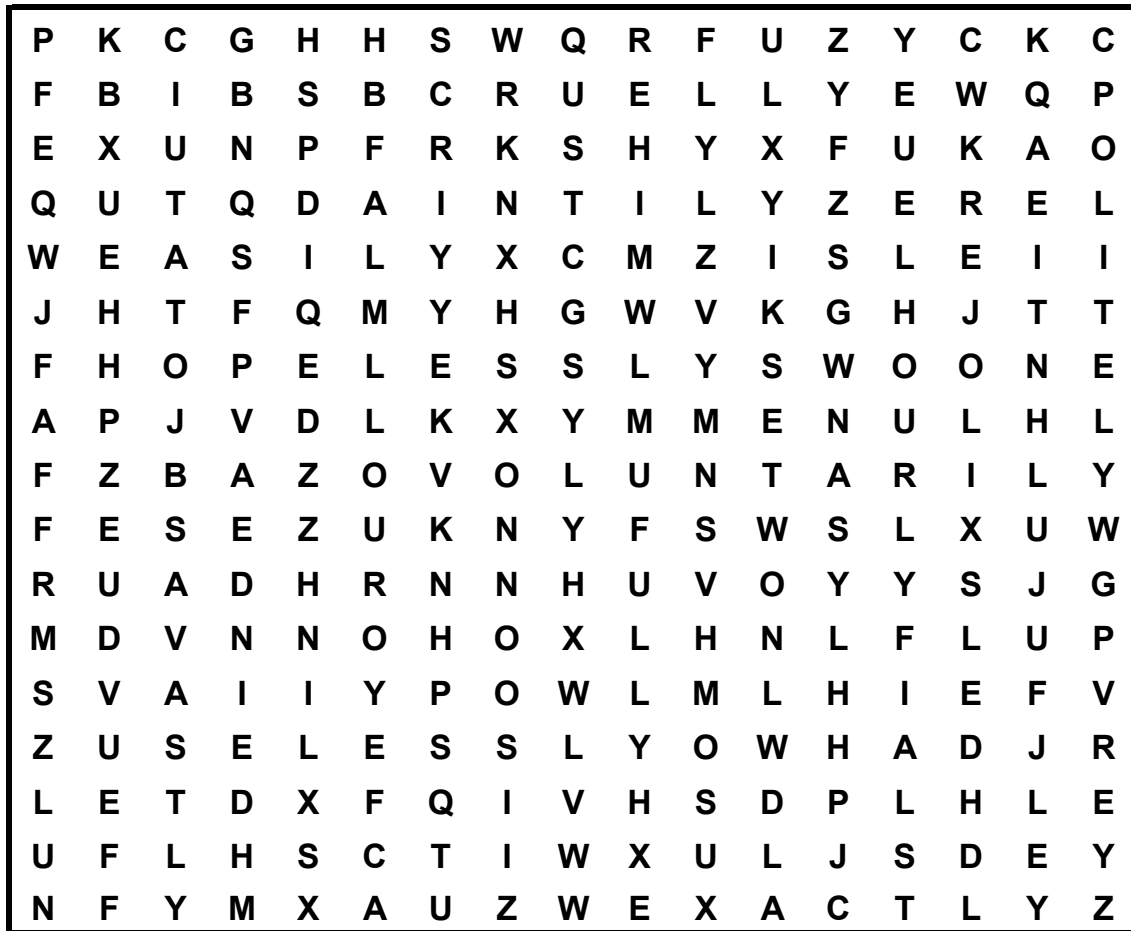 P K C G H H S W Q R F U Z Y C K C
F B I B S B C R U E L L Y E W Q P
E X U N P F R K S H Y X F U K A O
Q U T Q D A I N T I L Y Z E R E L
W E A S I L Y X C M Z I S L E I I
J H T F Q M Y H G W V K G H J T T
F H O P E L E S S L Y S W O O N E
A P J V D L K X Y M M E N U L H L
F Z B A Z O V O L U N T A R I L Y
F E S E Z U K N Y F S W S L X U W
R U A D H R N N H U V O Y Y S J G
M D V N N O H O X L H N L F L U P
S V A I I Y P O W L M L H I E F V
Z U S E L E S S L Y O W H A D J R
L E T D X F Q I V H S D P L H L E
U F L H S C T I W X U L J S D E Y
N F Y M X A U Z W E X A C T L Y Z